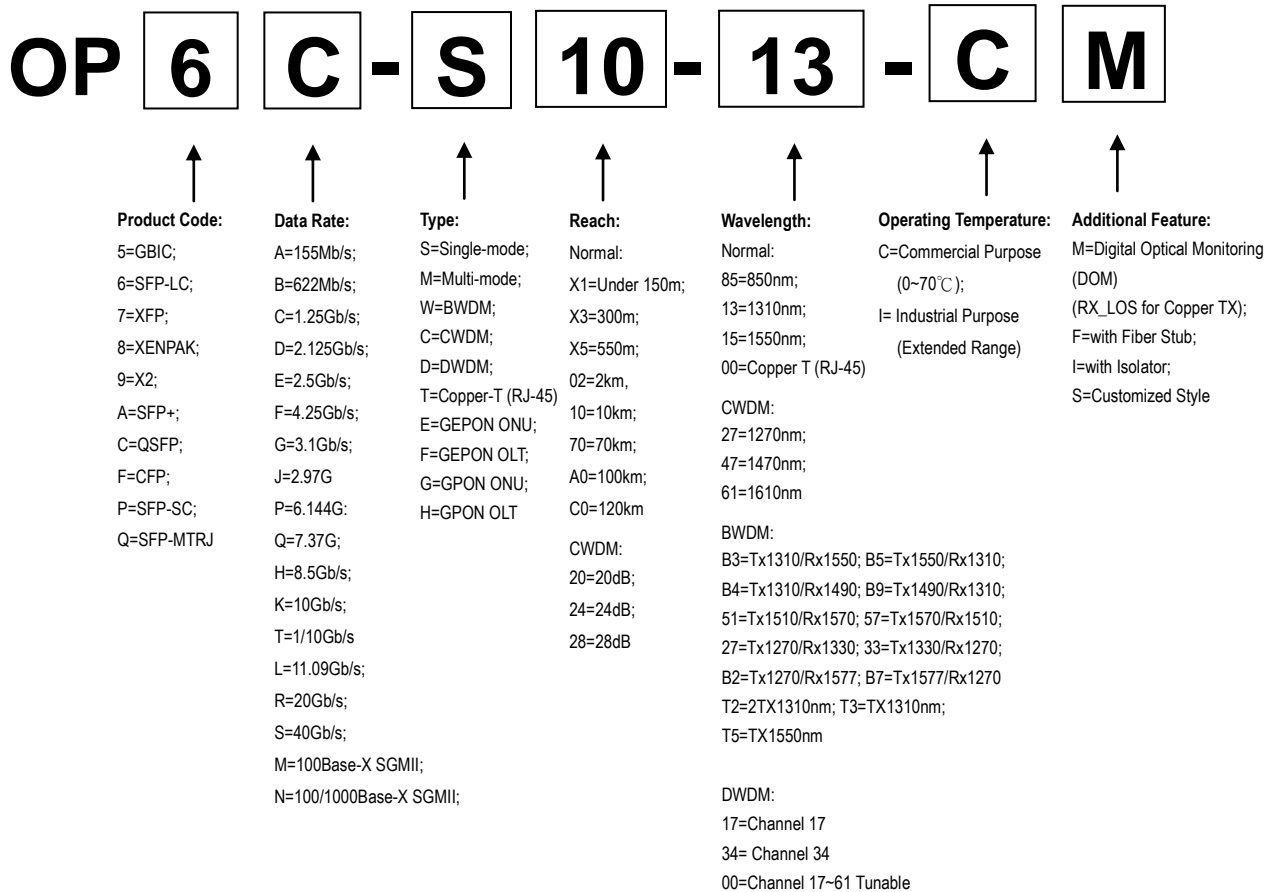 OP 6 C - S 10 - 13 - C M
Product Code:
5=GBIC;
6=SFP-LC;
7=XFP;
8=XENPAK;
9=X2;
A=SFP+;
C=QSFP;
F=CFP;
P=SFP-SC;
Q=SFP-MTRJ
Data Rate:
A=155Mb/s;
B=622Mb/s;
C=1.25Gb/s;
D=2.125Gb/s;
E=2.5Gb/s;
F=4.25Gb/s;
G=3.1Gb/s;
J=2.97G
P=6.144G:
Q=7.37G;
H=8.5Gb/s;
K=10Gb/s;
T=1/10Gb/s
L=11.09Gb/s;
R=20Gb/s;
S=40Gb/s;
M=100Base-X SGMII;
N=100/1000Base-X SGMII;
Type:
S=Single-mode;
M=Multi-mode;
W=BWDM;
C=CWDM;
D=DWDM;
T=Copper-T (RJ-45)
E=GEPON ONU;
F=GEPON OLT;
G=GPON ONU;
H=GPON OLT
Reach:
Normal:
X1=Under 150m;
X3=300m;
X5=550m;
02=2km,
10=10km;
70=70km;
A0=100km;
C0=120km
CWDM:
20=20dB;
24=24dB;
28=28dB
Wavelength:
Normal:
85=850nm;
13=1310nm;
15=1550nm;
00=Copper T (RJ-45)
CWDM:
27=1270nm;
47=1470nm;
61=1610nm
BWDM:
B3=Tx1310/Rx1550; B5=Tx1550/Rx1310;
B4=Tx1310/Rx1490; B9=Tx1490/Rx1310;
51=Tx1510/Rx1570; 57=Tx1570/Rx1510;
27=Tx1270/Rx1330; 33=Tx1330/Rx1270;
B2=Tx1270/Rx1577; B7=Tx1577/Rx1270
T2=2TX1310nm; T3=TX1310nm;
T5=TX1550nm
DWDM:
17=Channel 17
34= Channel 34
00=Channel 17~61 Tunable
Operating Temperature:
C=Commercial Purpose
(0~70℃);
I= Industrial Purpose
(Extended Range)
Additional Feature:
M=Digital Optical Monitoring
(DOM)
(RX_LOS for Copper TX);
F=with Fiber Stub;
I=with Isolator;
S=Customized Style